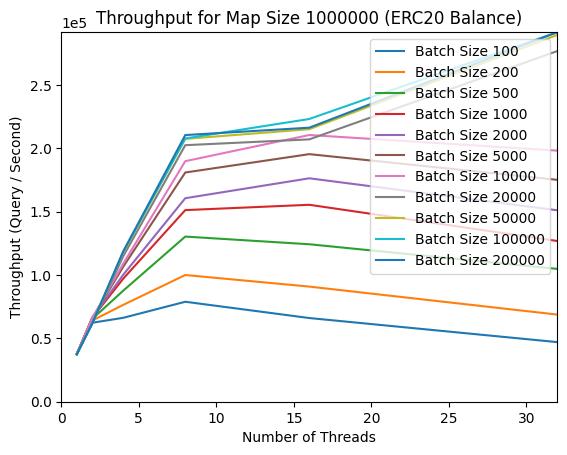 Throughput for Map Size 1000000 (ERC20 Balance)
1e5
Batch Size 100
Batch Size 200
Batch Size 500
Batch Size 1000
Batch Size 2000
Batch Size 5000
Batch Size 10000
Batch Size 20000
Batch Size 50000
Batch Size 100000
Batch Size 200000
Throughput (Query / Second)
2.5
2.0
1.5
1.0
0.5
0.0
0 5 10 15 20 25 30
Number of Threads